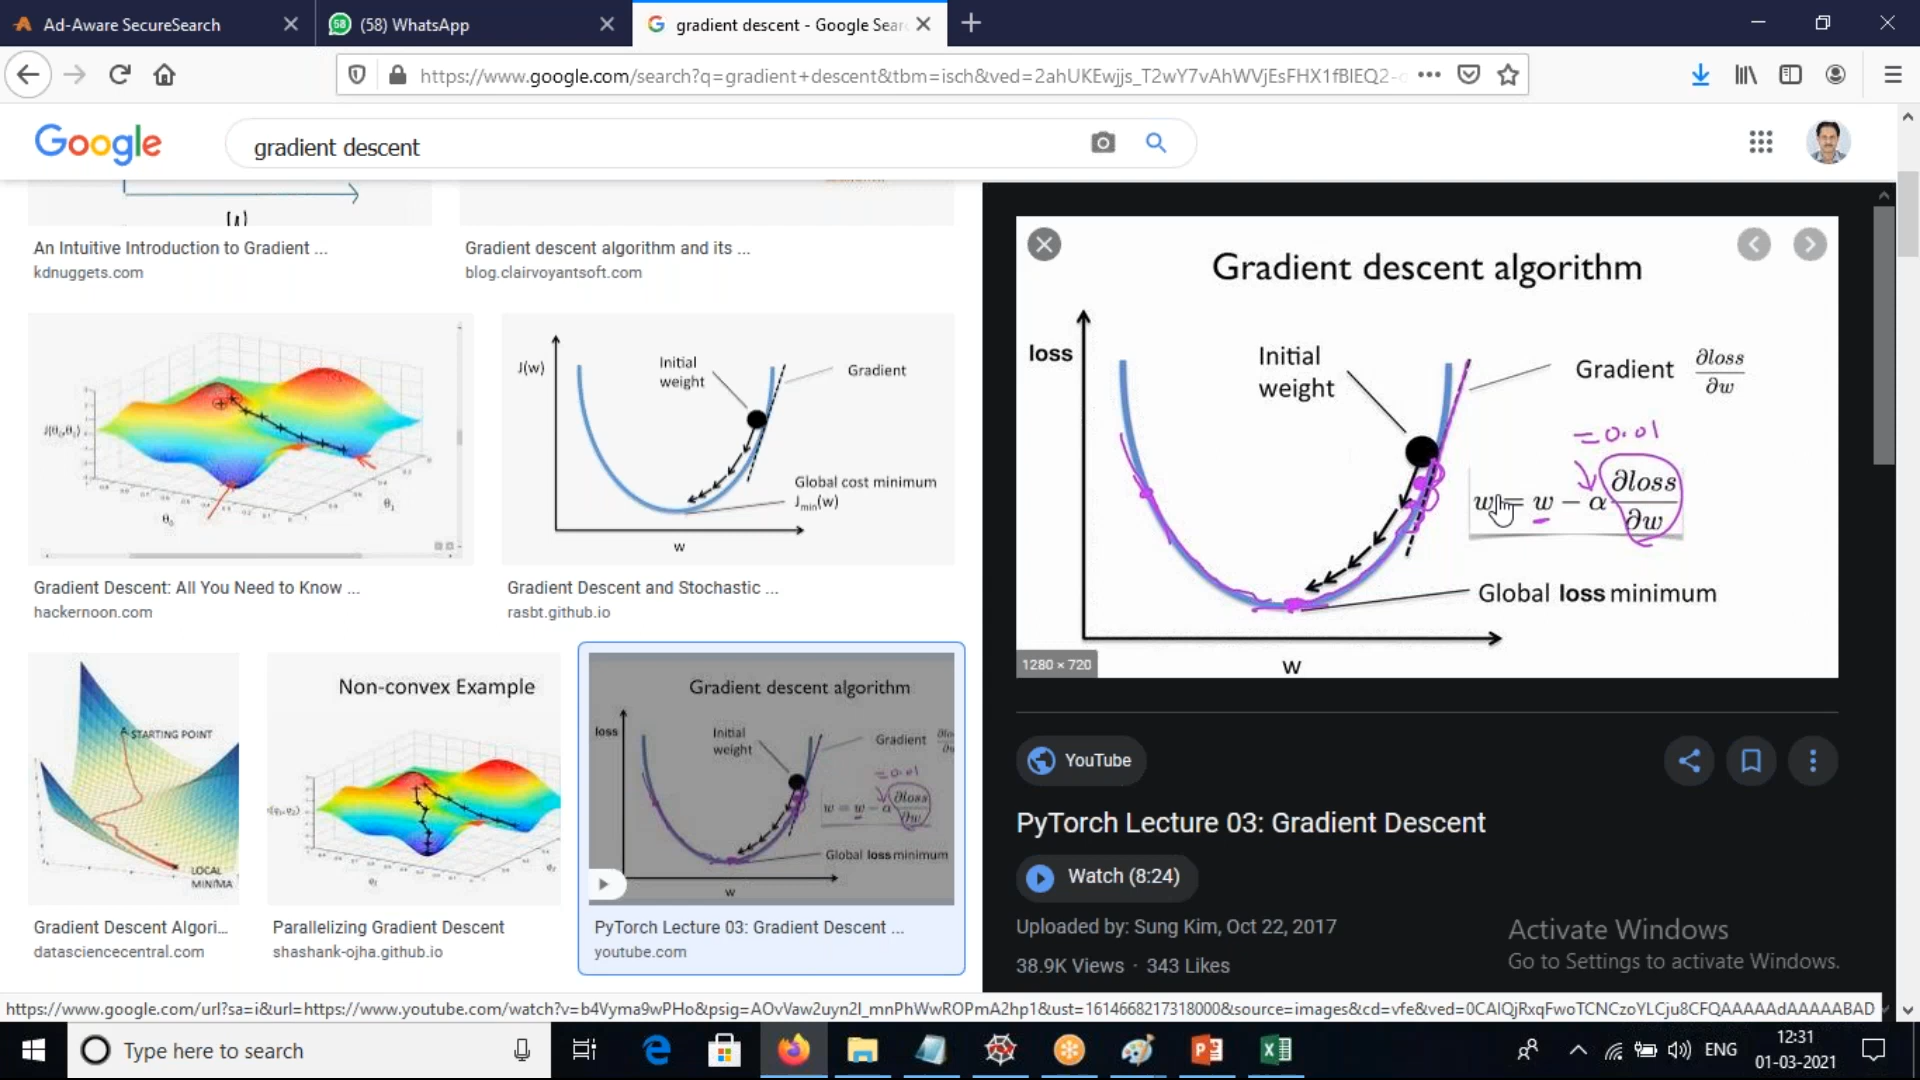 Ad-Aware SecureSearch
(58) WhatsApp
gradient descent - Google Sear
https://www.google.com/search?q=gradient+descent&tbm=isch&ved=2ahUKEwjjs_T2wY7vAhWVjEsFHX1fBIEQ2-c
Google
gradient descent
An Intuitive Introduction to Gradient ...
kdnuggets.com
Gradient descent algorithm and its ...
blog.clairvoyantsoft.com
J(θ₀,θ₁)
θ₀
θ₁
Gradient Descent: All You Need to Know ...
hackernoon.com
J(w)
Initial
weight
Gradient
Global cost minimum
Jmin(w)
w
Gradient Descent and Stochastic ...
rasbt.github.io
STARTING POINT
LOCAL
MINIMA
Gradient Descent Algori...
datasciencecentral.com
Non-convex Example
Parallelizing Gradient Descent
shashank-ojha.github.io
Gradient descent algorithm
loss
Initial
weight
Gradient
=0.01
w = w − α ∂loss/∂w
Global loss minimum
w
PyTorch Lecture 03: Gradient Descent ...
youtube.com
Gradient descent algorithm
loss
Initial
weight
Gradient ∂loss/∂w
=0.01
w = w − α ∂loss/∂w
Global loss minimum
w
1280 × 720
YouTube
PyTorch Lecture 03: Gradient Descent
Watch (8:24)
Uploaded by: Sung Kim, Oct 22, 2017
38.9K Views · 343 Likes
Activate Windows
Go to Settings to activate Windows.
https://www.google.com/url?sa=i&url=https://www.youtube.com/watch?v=b4Vyma9wPHo&psig=AOvVaw2uyn2l_mnPhWwROPmA2hp1&ust=1614668217318000&source=images&cd=vfe&ved=0CAIQjRxqFwoTCNCzoYLCju8CFQAAAAAdAAAAABAD
Type here to search
ENG
12:31
01-03-2021